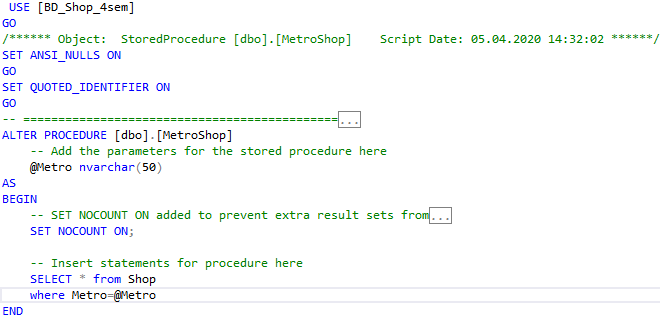 USE [BD_Shop_4sem]
GO
/****** Object:  StoredProcedure [dbo].[MetroShop]    Script Date: 05.04.2020 14:32:02 ******/
SET ANSI_NULLS ON
GO
SET QUOTED_IDENTIFIER ON
GO
-- =============================================...
ALTER PROCEDURE [dbo].[MetroShop]
    -- Add the parameters for the stored procedure here
    @Metro nvarchar(50)
AS
BEGIN
    -- SET NOCOUNT ON added to prevent extra result sets from...
    SET NOCOUNT ON;
    -- Insert statements for procedure here
    SELECT * from Shop
    where Metro=@Metro
END